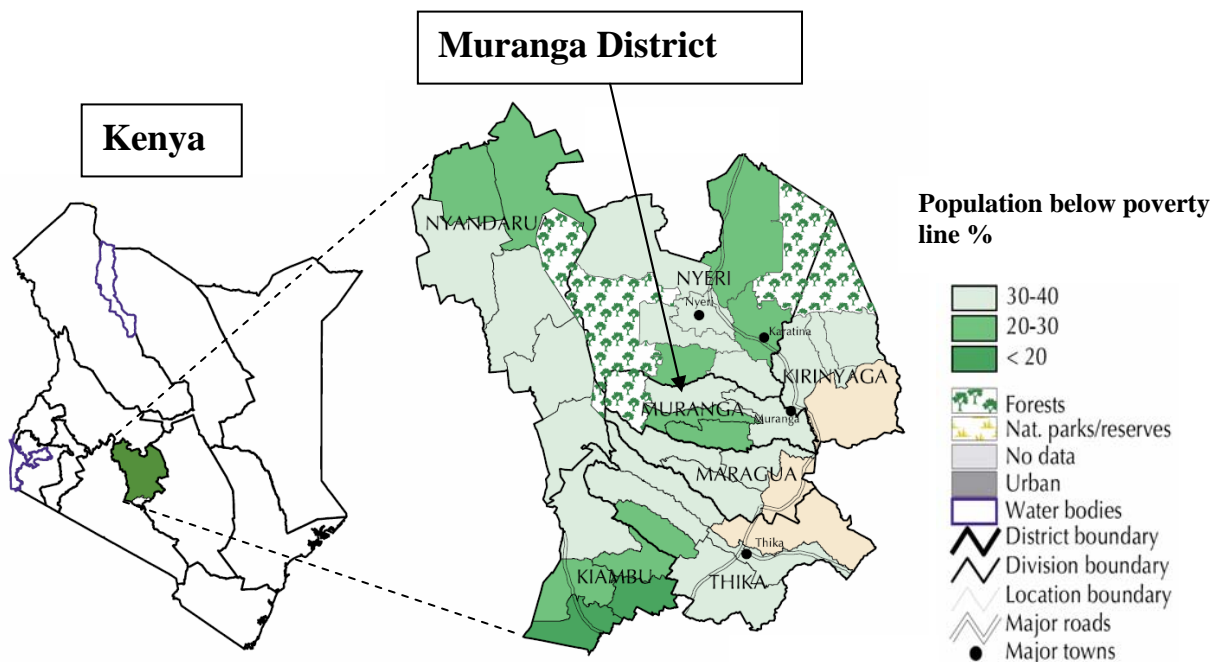 Muranga District
Kenya
NYANDARU
NYERI
Nyeri
Karatina
KIRINYAGA
MURANGA
Muranga
MARAGUA
Thika
KIAMBU
THIKA
Population below poverty
line %
30-40
20-30
< 20
Forests
Nat. parks/reserves
No data
Urban
Water bodies
District boundary
Division boundary
Location boundary
Major roads
Major towns